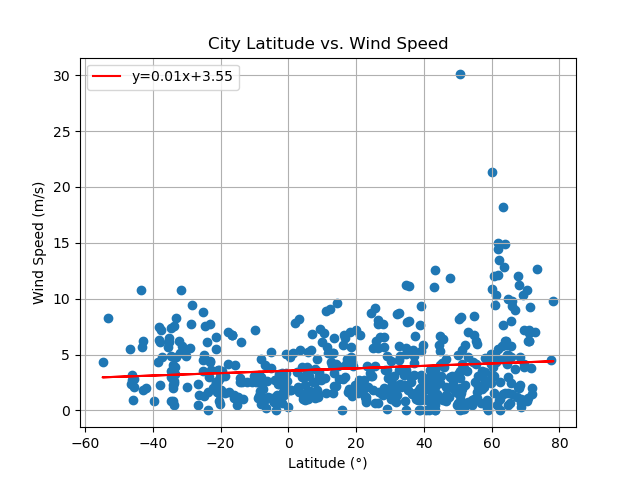 City Latitude vs. Wind Speed
y=0.01x+3.55
30
25
20
15
10
5
0
Wind Speed (m/s)
−60 −40 −20 0 20 40 60 80
Latitude (°)